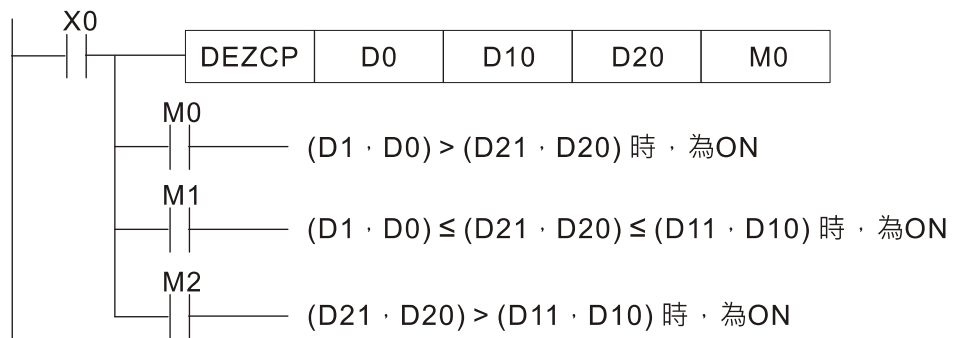 X0
DEZCP D0 D10 D20 M0
M0
(D1，D0) > (D21，D20) 時，為ON
M1
(D1，D0) ≤ (D21，D20) ≤ (D11，D10) 時，為ON
M2
(D21，D20) > (D11，D10) 時，為ON